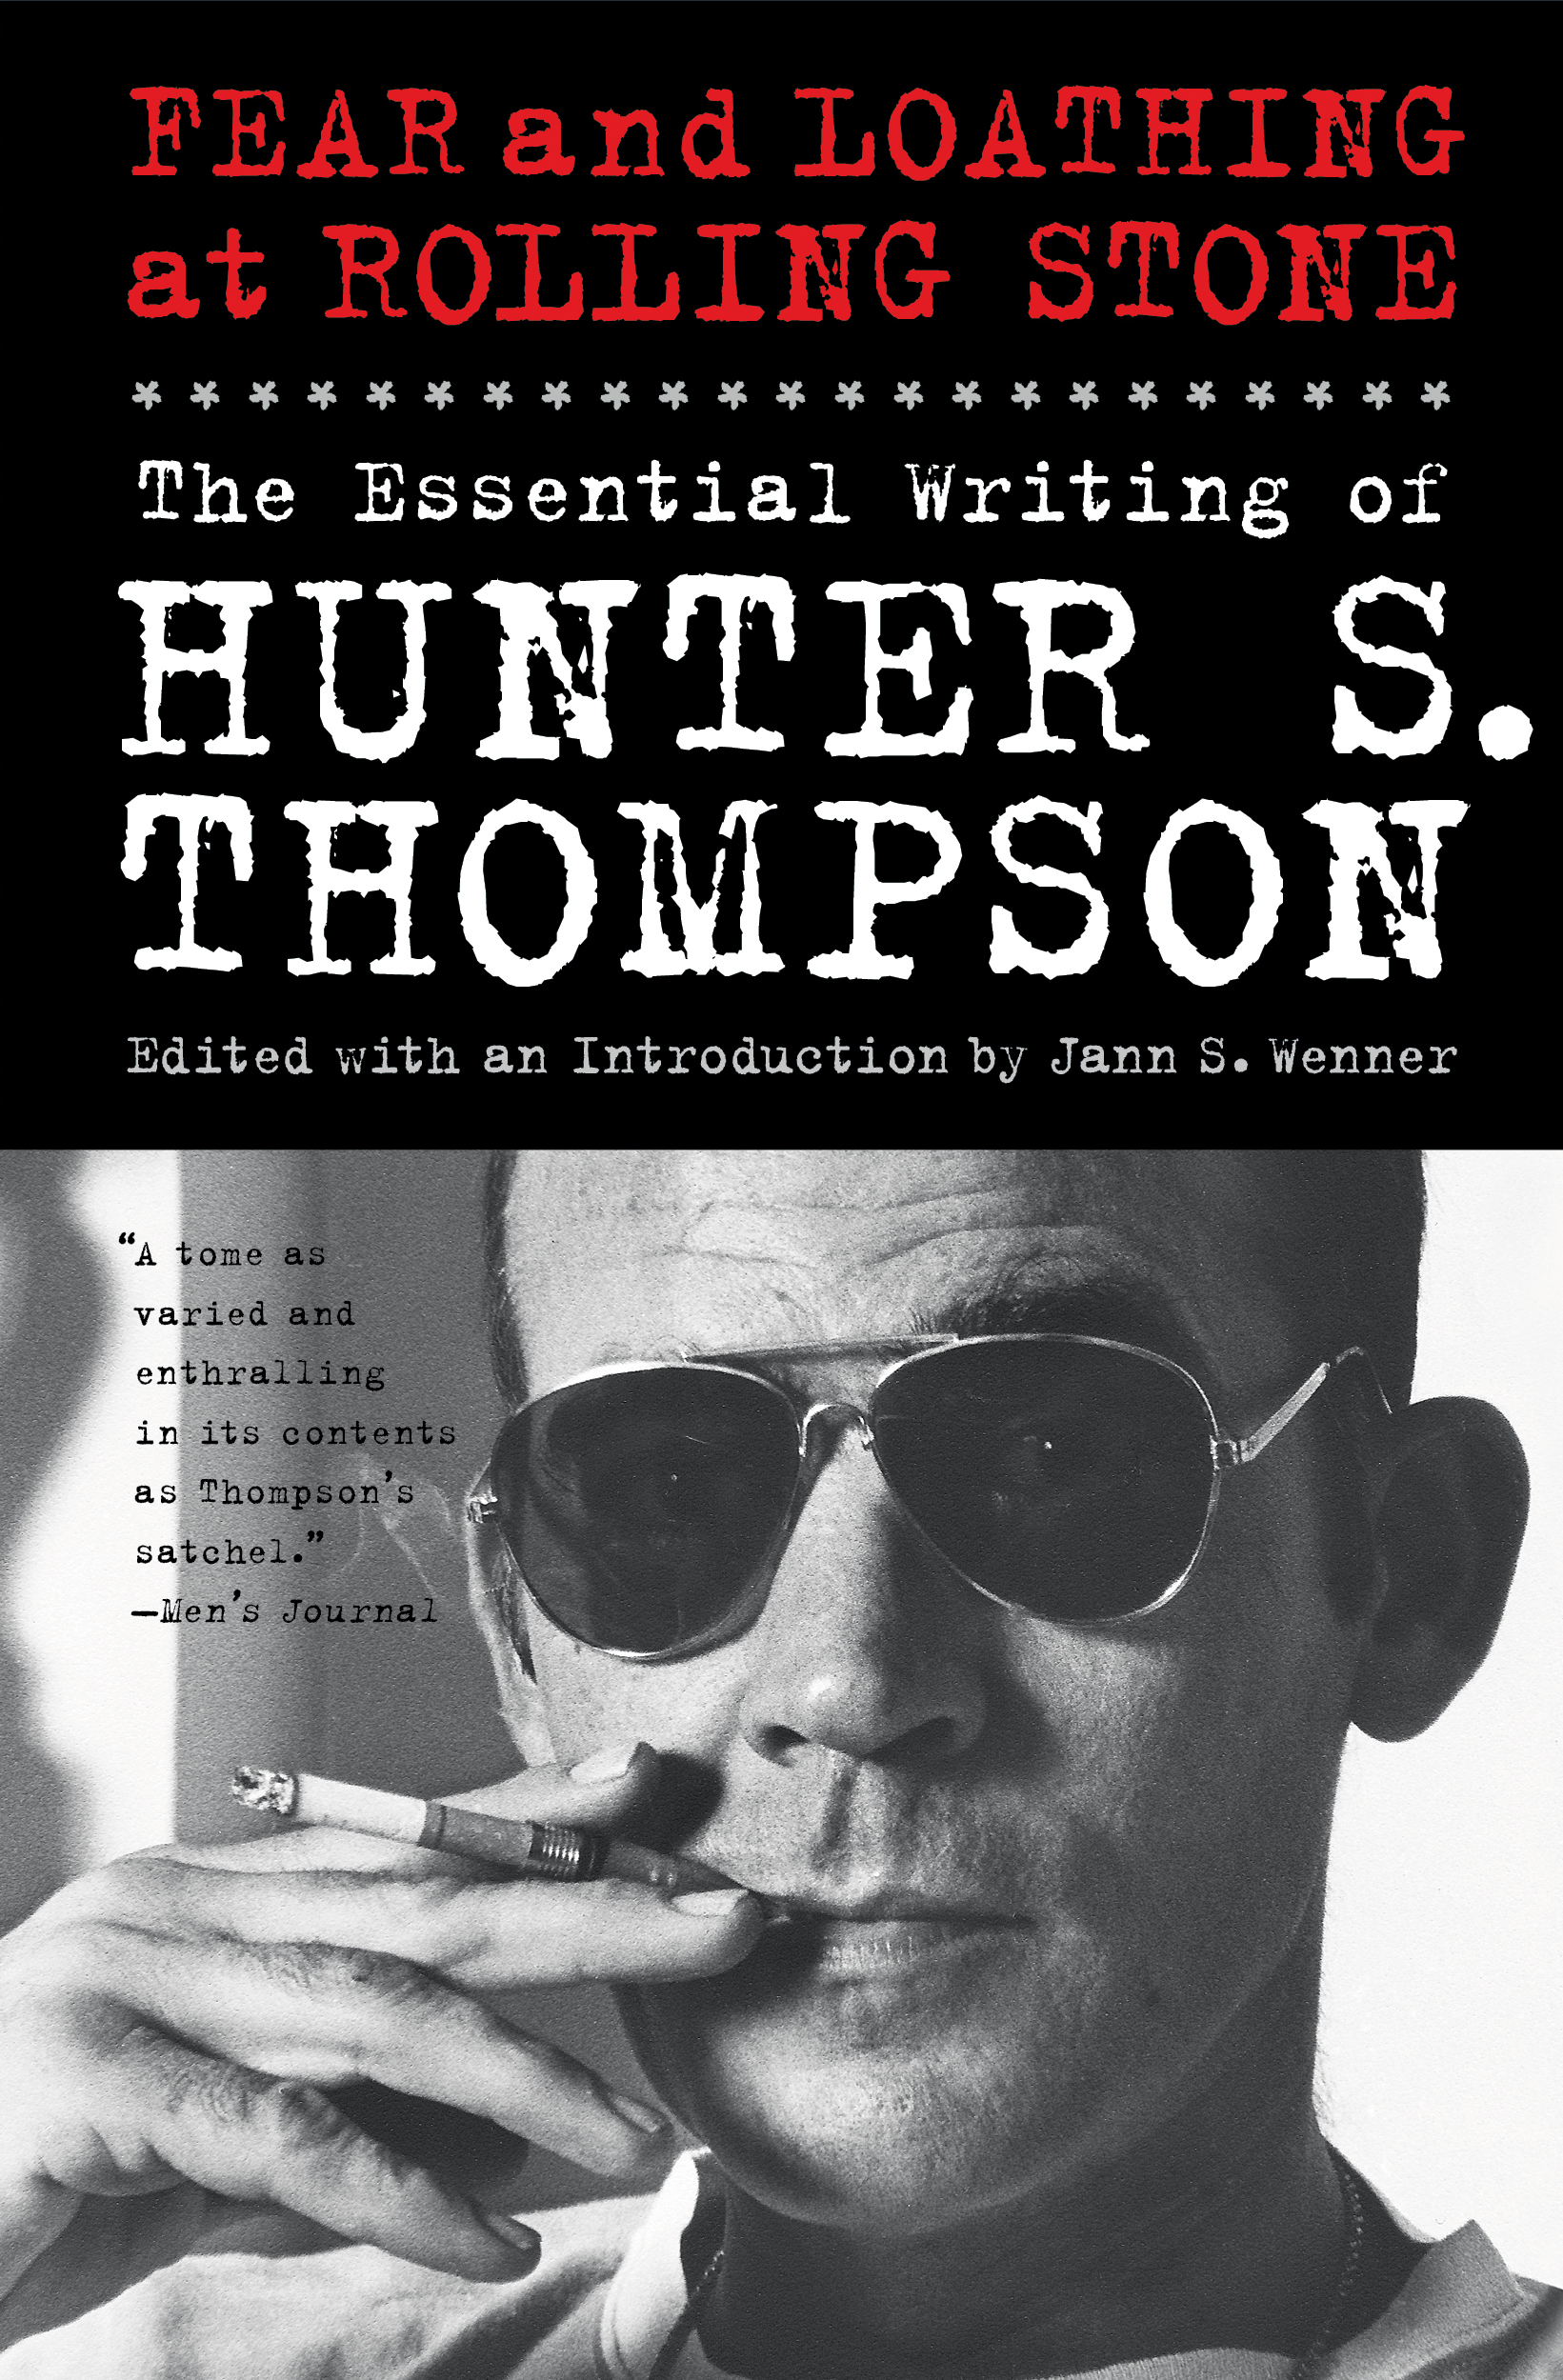 FEAR and LOATHING
at ROLLING STONE
* * * * * * * * * * * * * * * * * * * * * * *
The Essential Writing of
HUNTER S.
THOMPSON
Edited with an Introduction by Jann S. Wenner
“A tome as
varied and
enthralling
in its contents
as Thompson’s
satchel.”
—Men’s Journal